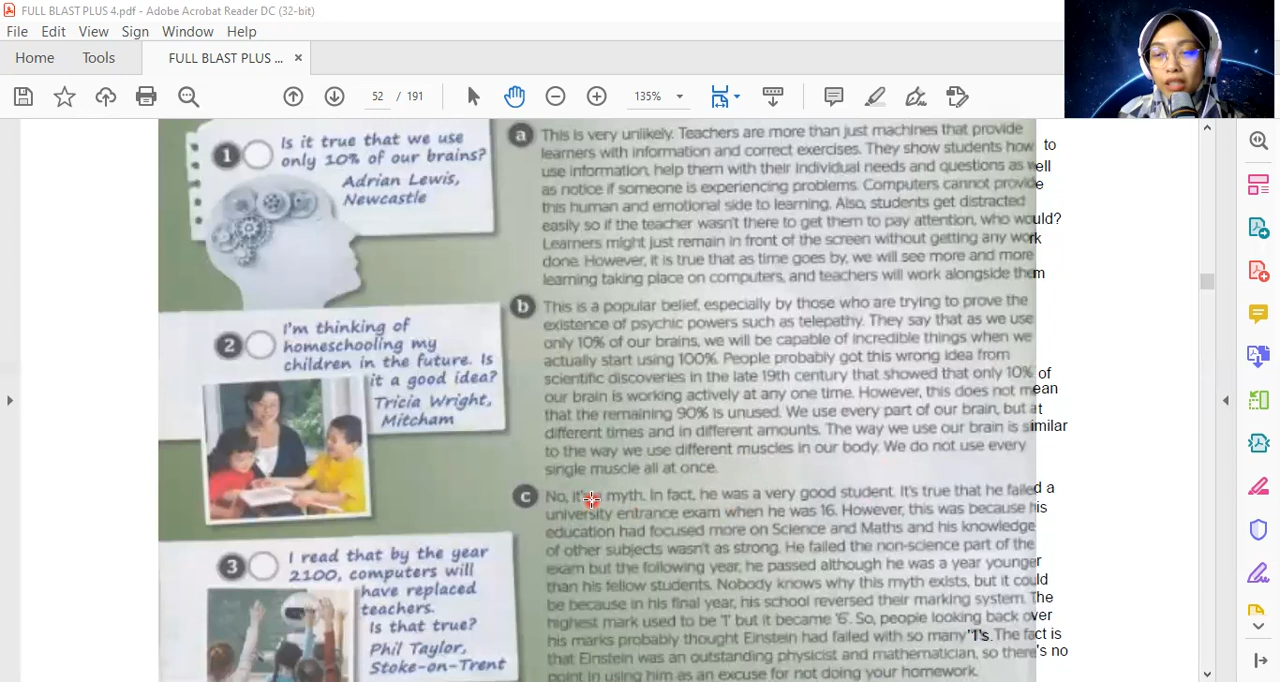 FULL BLAST PLUS 4.pdf - Adobe Acrobat Reader DC (32-bit)
File Edit View Sign Window Help
Home Tools FULL BLAST PLUS ... ×
52 / 191 135%
1 Is it true that we use
only 10% of our brains?
Adrian Lewis,
Newcastle
2 I'm thinking of
homeschooling my
children in the future. Is
it a good idea?
Tricia Wright,
Mitcham
3 I read that by the year
2100, computers will
have replaced
teachers.
Is that true?
Phil Taylor,
Stoke-on-Trent
a This is very unlikely. Teachers are more than just machines that provide
learners with information and correct exercises. They show students how to
use information, help them with their individual needs and questions as well
as notice if someone is experiencing problems. Computers cannot provide
this human and emotional side to learning. Also, students get distracted
easily so if the teacher wasn't there to get them to pay attention, who would?
Learners might just remain in front of the screen without getting any work
done. However, it is true that as time goes by, we will see more and more
learning taking place on computers, and teachers will work alongside them
b This is a popular belief, especially by those who are trying to prove the
existence of psychic powers such as telepathy. They say that as we use
only 10% of our brains, we will be capable of incredible things when we
actually start using 100%. People probably got this wrong idea from
scientific discoveries in the late 19th century that showed that only 10% of
our brain is working actively at any one time. However, this does not mean
that the remaining 90% is unused. We use every part of our brain, but at
different times and in different amounts. The way we use our brain is similar
to the way we use different muscles in our body. We do not use every
single muscle all at once.
c No, it's a myth. In fact, he was a very good student. It's true that he failed a
university entrance exam when he was 16. However, this was because his
education had focused more on Science and Maths and his knowledge
of other subjects wasn't as strong. He failed the non-science part of the
exam but the following year, he passed although he was a year younger
than his fellow students. Nobody knows why this myth exists, but it could
be because in his final year, his school reversed their marking system. The
highest mark used to be '1' but it became '6'. So, people looking back over
his marks probably thought Einstein had failed with so many '1's. The fact is
that Einstein was an outstanding physicist and mathematician, so there's no
point in using him as an excuse for not doing your homework.